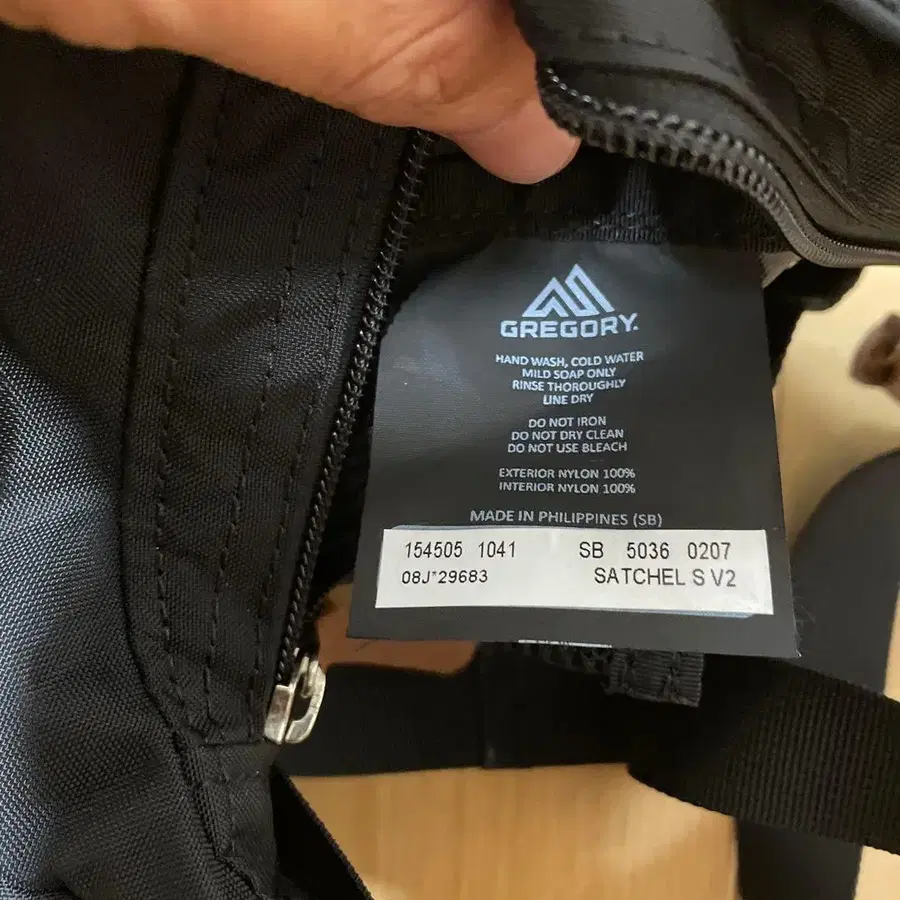 GREGORY.
HAND WASH, COLD WATER
MILD SOAP ONLY
RINSE THOROUGHLY
LINE DRY
DO NOT IRON
DO NOT DRY CLEAN
DO NOT USE BLEACH
EXTERIOR NYLON 100%
INTERIOR NYLON 100%
MADE IN PHILIPPINES (SB)
154505 1041 SB 5036 0207
08J*29683 SATCHEL S V2